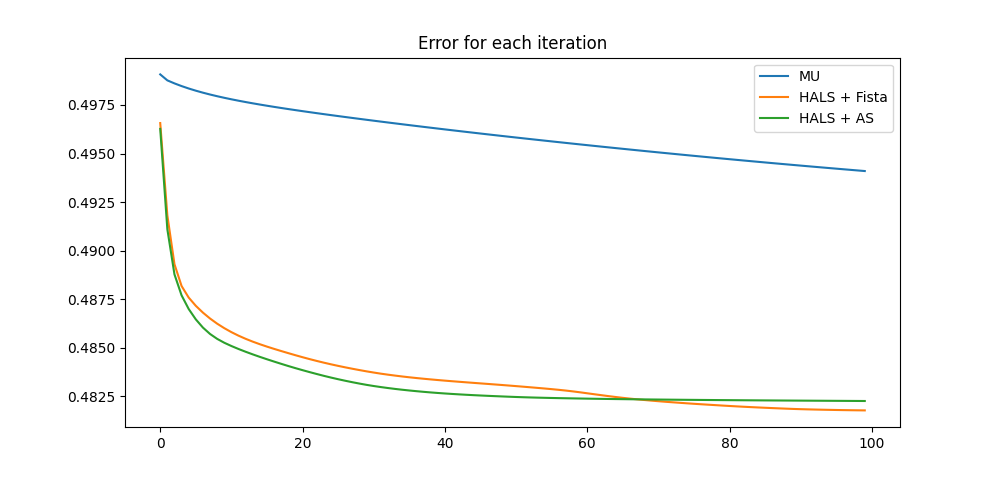 Error for each iteration
MU
HALS + Fista
HALS + AS
0.4975
0.4950
0.4925
0.4900
0.4875
0.4850
0.4825
0 20 40 60 80 100